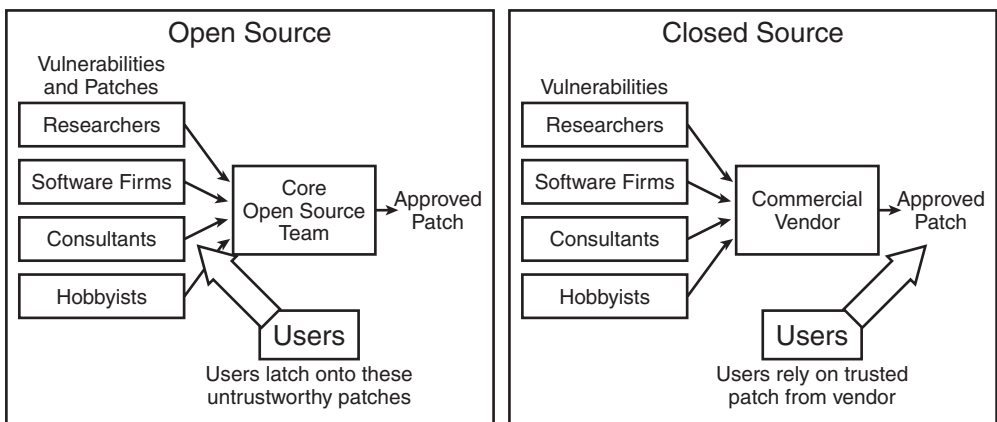 Open Source
Vulnerabilities
and Patches
Researchers
Software Firms
Consultants
Hobbyists
Core
Open Source
Team
Approved
Patch
Users
Users latch onto these
untrustworthy patches
Closed Source
Vulnerabilities
Researchers
Software Firms
Consultants
Hobbyists
Commercial
Vendor
Approved
Patch
Users
Users rely on trusted
patch from vendor